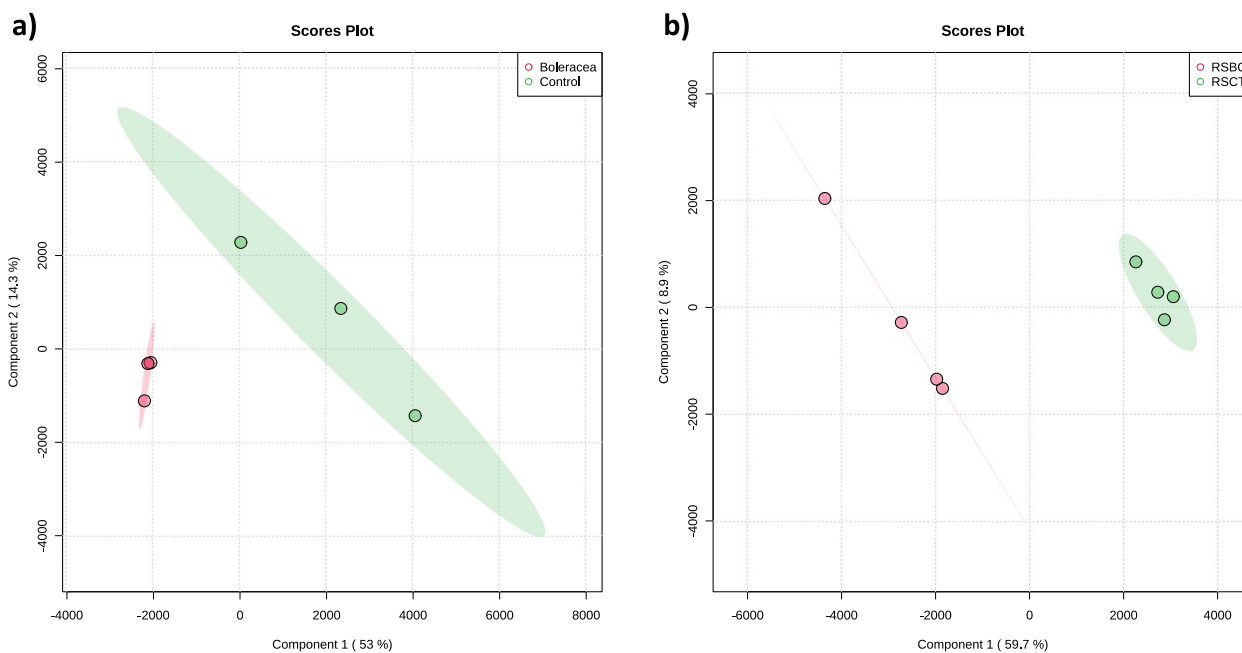 a)
Scores Plot
Boleracea
Control
6000
4000
2000
0
-2000
-4000
Component 2 ( 14.3 %)
-4000
-2000
0
2000
4000
6000
8000
Component 1 ( 53 %)
b)
Scores Plot
RSBO
RSCT
4000
2000
0
-2000
-4000
Component 2 ( 8.9 %)
-6000
-4000
-2000
0
2000
4000
Component 1 ( 59.7 %)